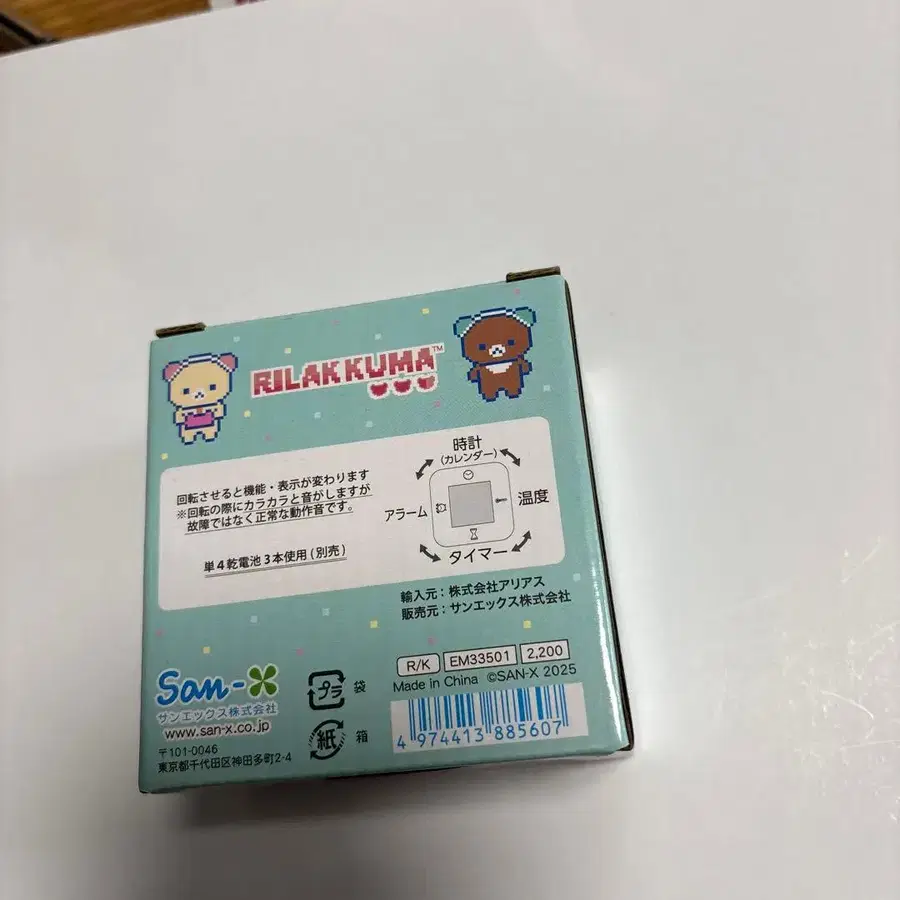 RILAKKUMA™
回転させると機能・表示が変わります
※回転の際にカラカラと音がしますが
故障ではなく正常な動作音です。
単4乾電池3本使用(別売)
時計
(カレンダー)
温度
アラーム
タイマー
輸入元:株式会社アリアス
販売元:サンエックス株式会社
San-X
サンエックス株式会社
www.san-x.co.jp
〒101-0046
東京都千代田区神田多町2-4
プラ 袋
紙 箱
R/K EM33501 2,200
Made in China ©SAN-X 2025
4 974413 885607